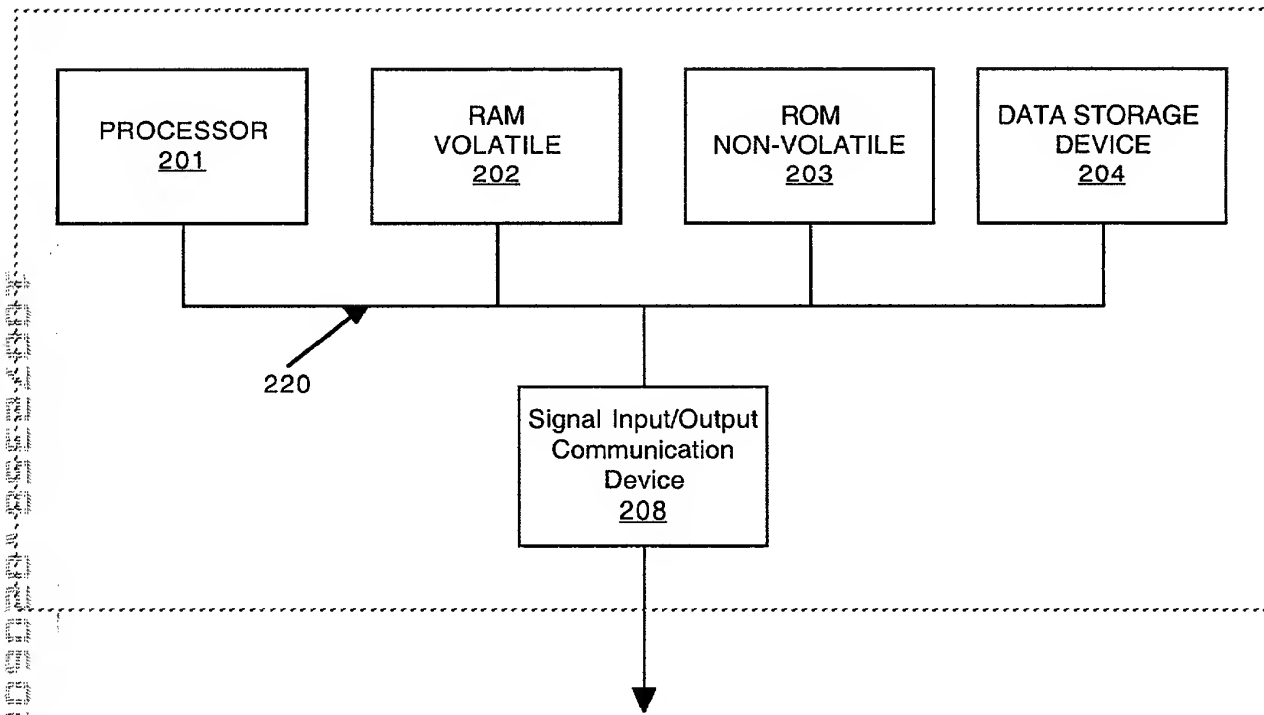 PROCESSOR
201
RAM
VOLATILE
202
ROM
NON-VOLATILE
203
DATA STORAGE
DEVICE
204
220
Signal Input/Output
Communication
Device
208